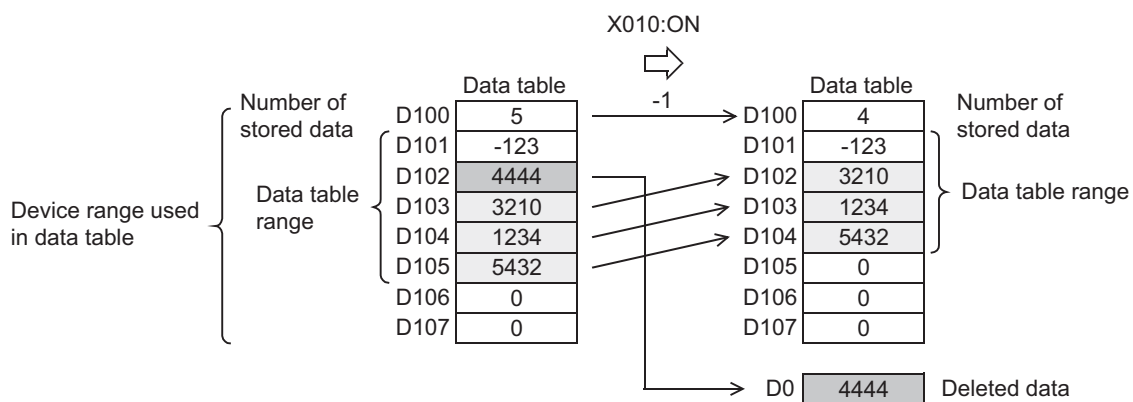 X010:ON
Data table
Data table
Number of
stored data
D100 5 -1 D100 4
Number of
stored data
D101 -123 D101 -123
D102 4444 D102 3210
Data table
range
Data table range
D103 3210 D103 1234
Device range used
in data table
D104 1234 D104 5432
D105 5432 D105 0
D106 0 D106 0
D107 0 D107 0
D0 4444 Deleted data